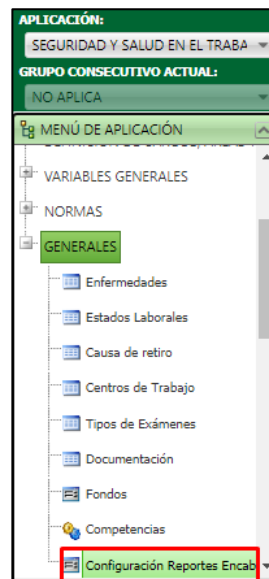 APLICACIÓN:
SEGURIDAD Y SALUD EN EL TRABA
GRUPO CONSECUTIVO ACTUAL:
NO APLICA
MENÚ DE APLICACIÓN
VARIABLES GENERALES
NORMAS
GENERALES
Enfermedades
Estados Laborales
Causa de retiro
Centros de Trabajo
Tipos de Exámenes
Documentación
Fondos
Competencias
Configuración Reportes Encab